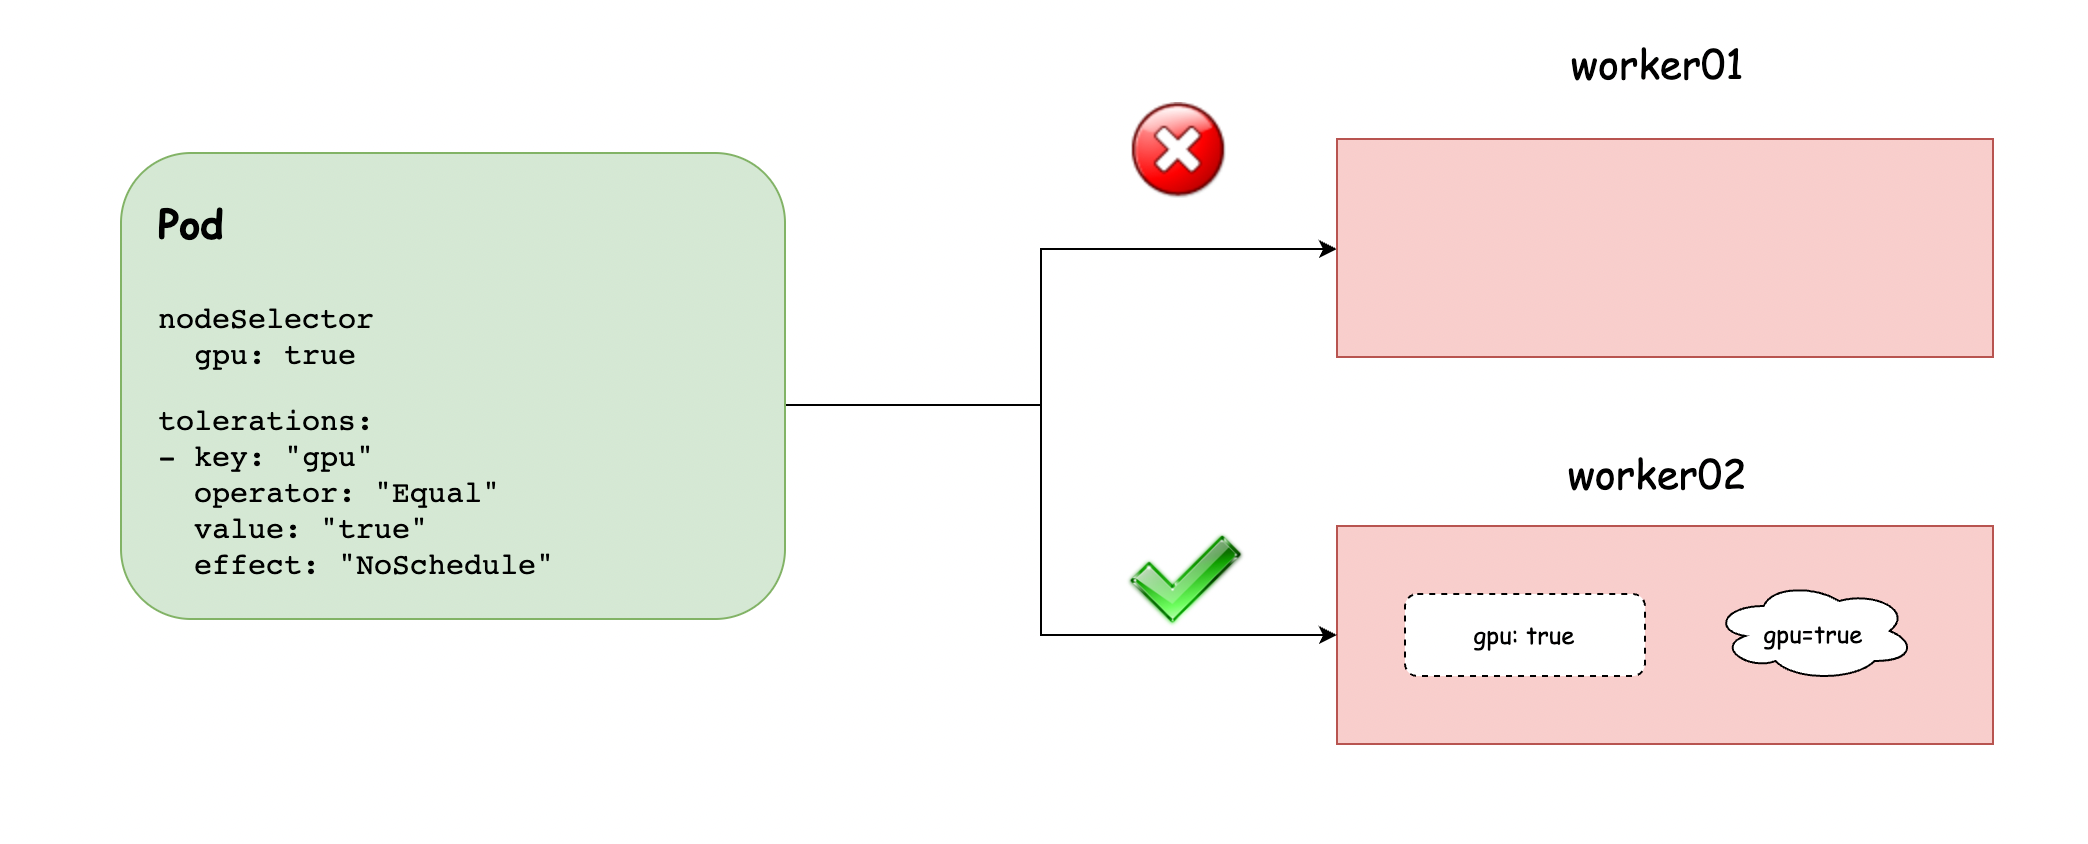 Pod
nodeSelector
  gpu: true
tolerations:
- key: "gpu"
  operator: "Equal"
  value: "true"
  effect: "NoSchedule"
worker01
worker02
gpu: true
gpu=true